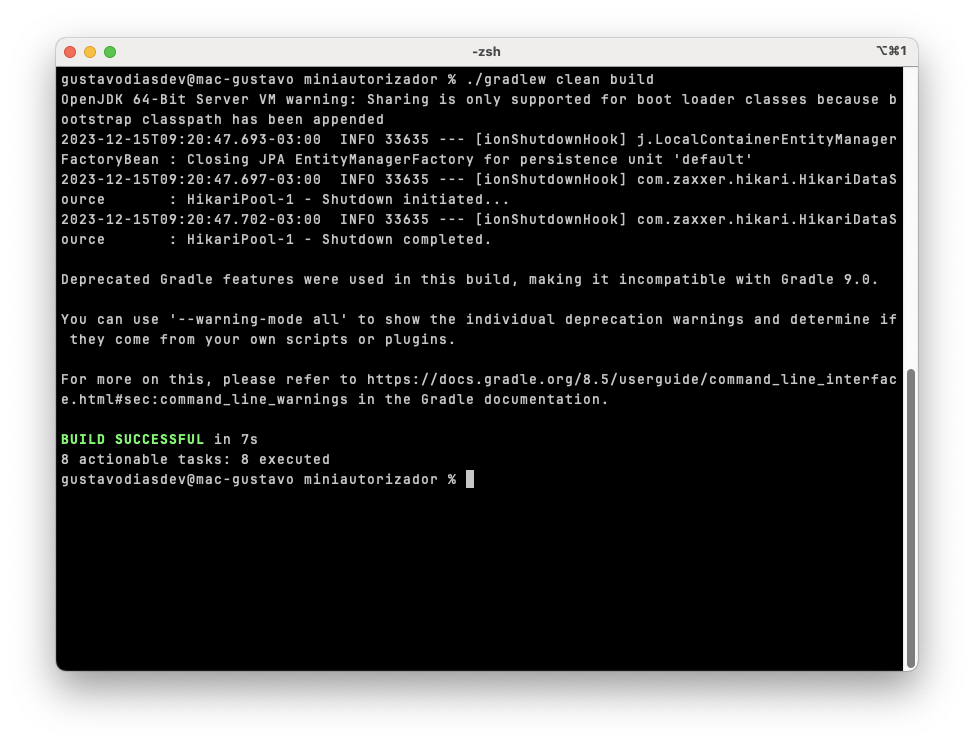 -zsh
⌥⌘1
gustavodiasdev@mac-gustavo miniautorizador % ./gradlew clean build
OpenJDK 64-Bit Server VM warning: Sharing is only supported for boot loader classes because b
ootstrap classpath has been appended
2023-12-15T09:20:47.693-03:00  INFO 33635 --- [ionShutdownHook] j.LocalContainerEntityManager
FactoryBean : Closing JPA EntityManagerFactory for persistence unit 'default'
2023-12-15T09:20:47.697-03:00  INFO 33635 --- [ionShutdownHook] com.zaxxer.hikari.HikariDataS
ource       : HikariPool-1 - Shutdown initiated...
2023-12-15T09:20:47.702-03:00  INFO 33635 --- [ionShutdownHook] com.zaxxer.hikari.HikariDataS
ource       : HikariPool-1 - Shutdown completed.
Deprecated Gradle features were used in this build, making it incompatible with Gradle 9.0.
You can use '--warning-mode all' to show the individual deprecation warnings and determine if
 they come from your own scripts or plugins.
For more on this, please refer to https://docs.gradle.org/8.5/userguide/command_line_interfac
e.html#sec:command_line_warnings in the Gradle documentation.
BUILD SUCCESSFUL in 7s
8 actionable tasks: 8 executed
gustavodiasdev@mac-gustavo miniautorizador %